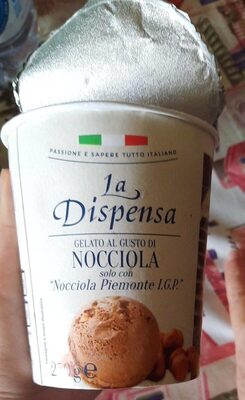 PASSIONE E SAPERE TUTTO ITALIANO
La
Dispensa
GELATO AL GUSTO DI
NOCCIOLA
solo con
"Nocciola Piemonte I.G.P."